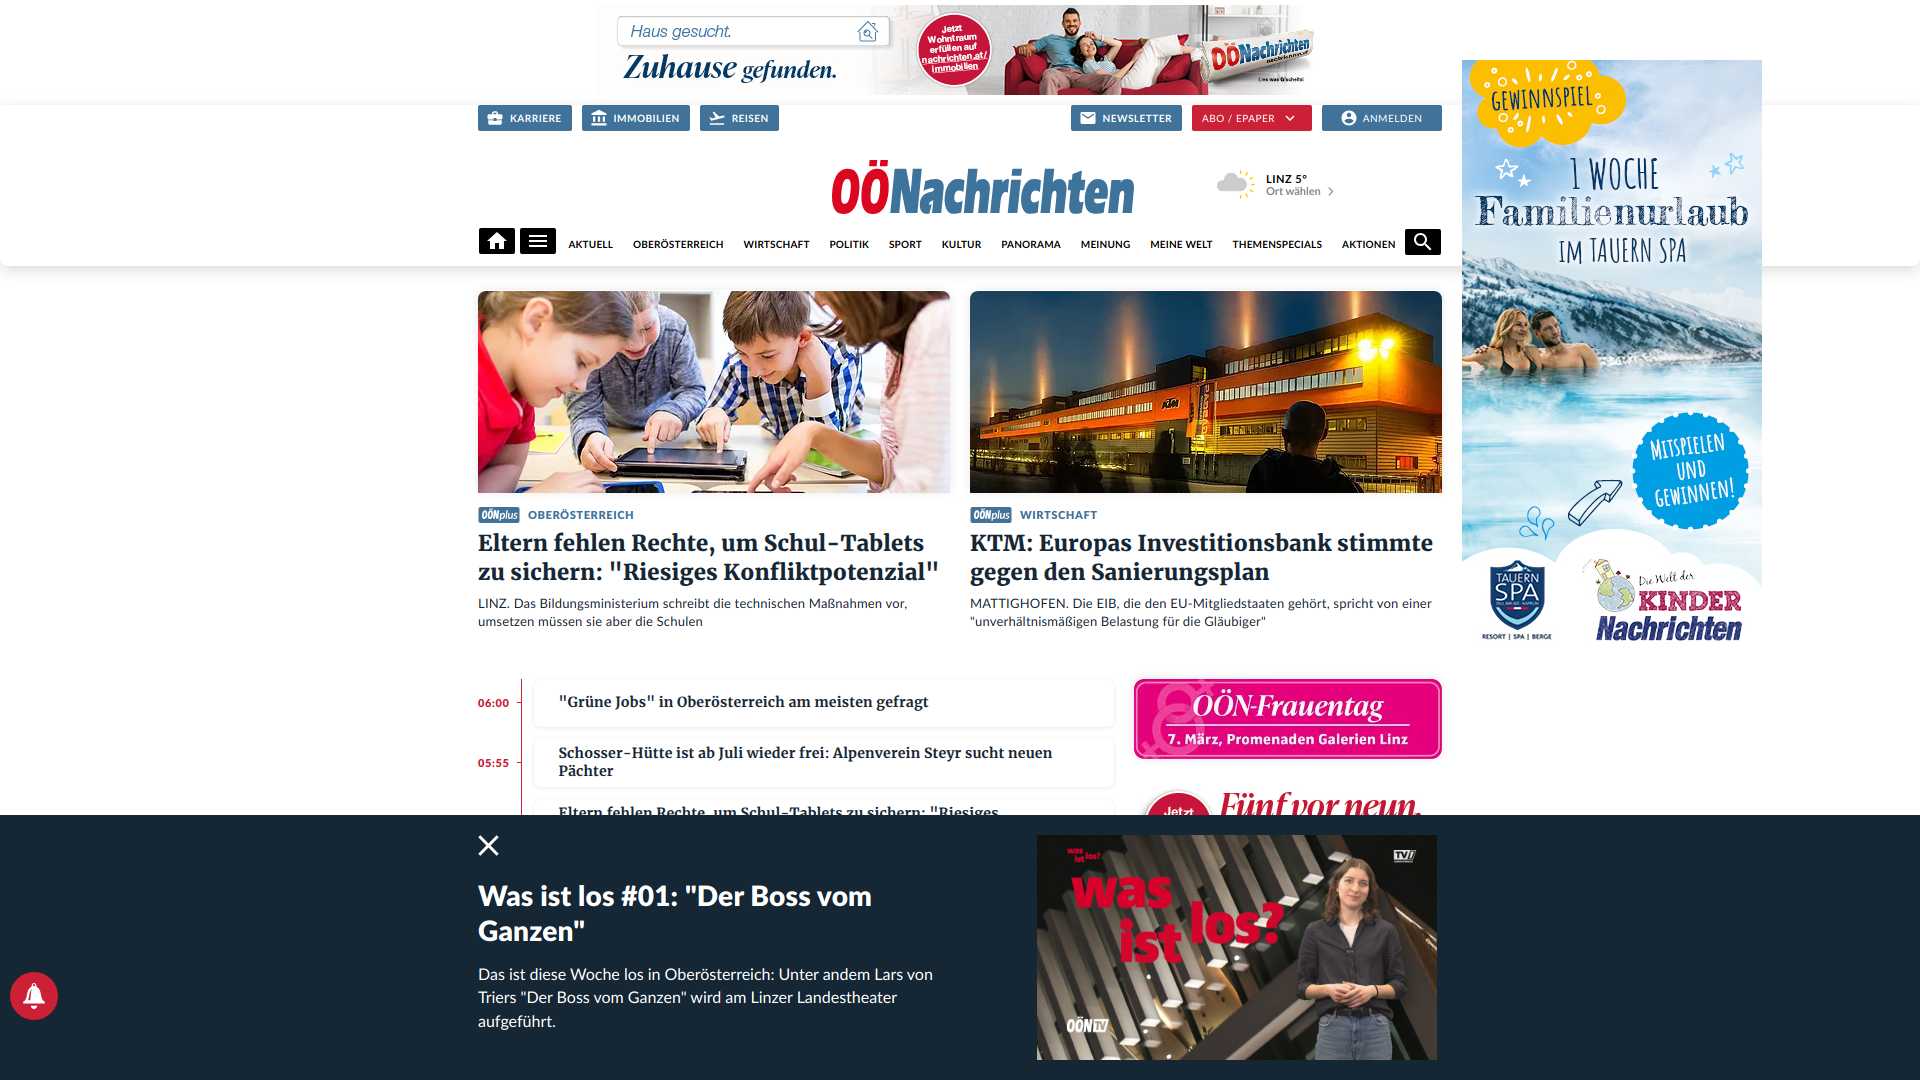 Haus gesucht.
Zuhause gefunden.
Jetzt
Wohntraum
erfüllen auf
nachrichten.at/
immobilien
OÖNachrichten
KARRIERE
IMMOBILIEN
REISEN
NEWSLETTER
ABO / EPAPER
ANMELDEN
OÖNachrichten
LINZ 5°
Ort wählen
AKTUELL
OBERÖSTERREICH
WIRTSCHAFT
POLITIK
SPORT
KULTUR
PANORAMA
MEINUNG
MEINE WELT
THEMENSPECIALS
AKTIONEN
GEWINNSPIEL
1 WOCHE
Familienurlaub
IM TAUERN SPA
MITSPIELEN
UND
GEWINNEN!
TAUERN
SPA
RESORT | SPA | BERGE
Die Welt der
KINDER
Nachrichten
KTM
OÖNplus OBERÖSTERREICH
Eltern fehlen Rechte, um Schul-Tablets
zu sichern: "Riesiges Konfliktpotenzial"
LINZ. Das Bildungsministerium schreibt die technischen Maßnahmen vor,
umsetzen müssen sie aber die Schulen
OÖNplus WIRTSCHAFT
KTM: Europas Investitionsbank stimmte
gegen den Sanierungsplan
MATTIGHOFEN. Die EIB, die den EU-Mitgliedstaaten gehört, spricht von einer
"unverhältnismäßigen Belastung für die Gläubiger"
06:00
"Grüne Jobs" in Oberösterreich am meisten gefragt
05:55
Schosser-Hütte ist ab Juli wieder frei: Alpenverein Steyr sucht neuen
Pächter
Eltern fehlen Rechte, um Schul-Tablets zu sichern: "Riesiges
OÖN-Frauentag
7. März, Promenaden Galerien Linz
Jetzt
Fünf vor neun.
Was ist los #01: "Der Boss vom
Ganzen"
Das ist diese Woche los in Oberösterreich: Unter andem Lars von
Triers "Der Boss vom Ganzen" wird am Linzer Landestheater
aufgeführt.
was
ist los?
TV1
was
ist los?
OÖNTV